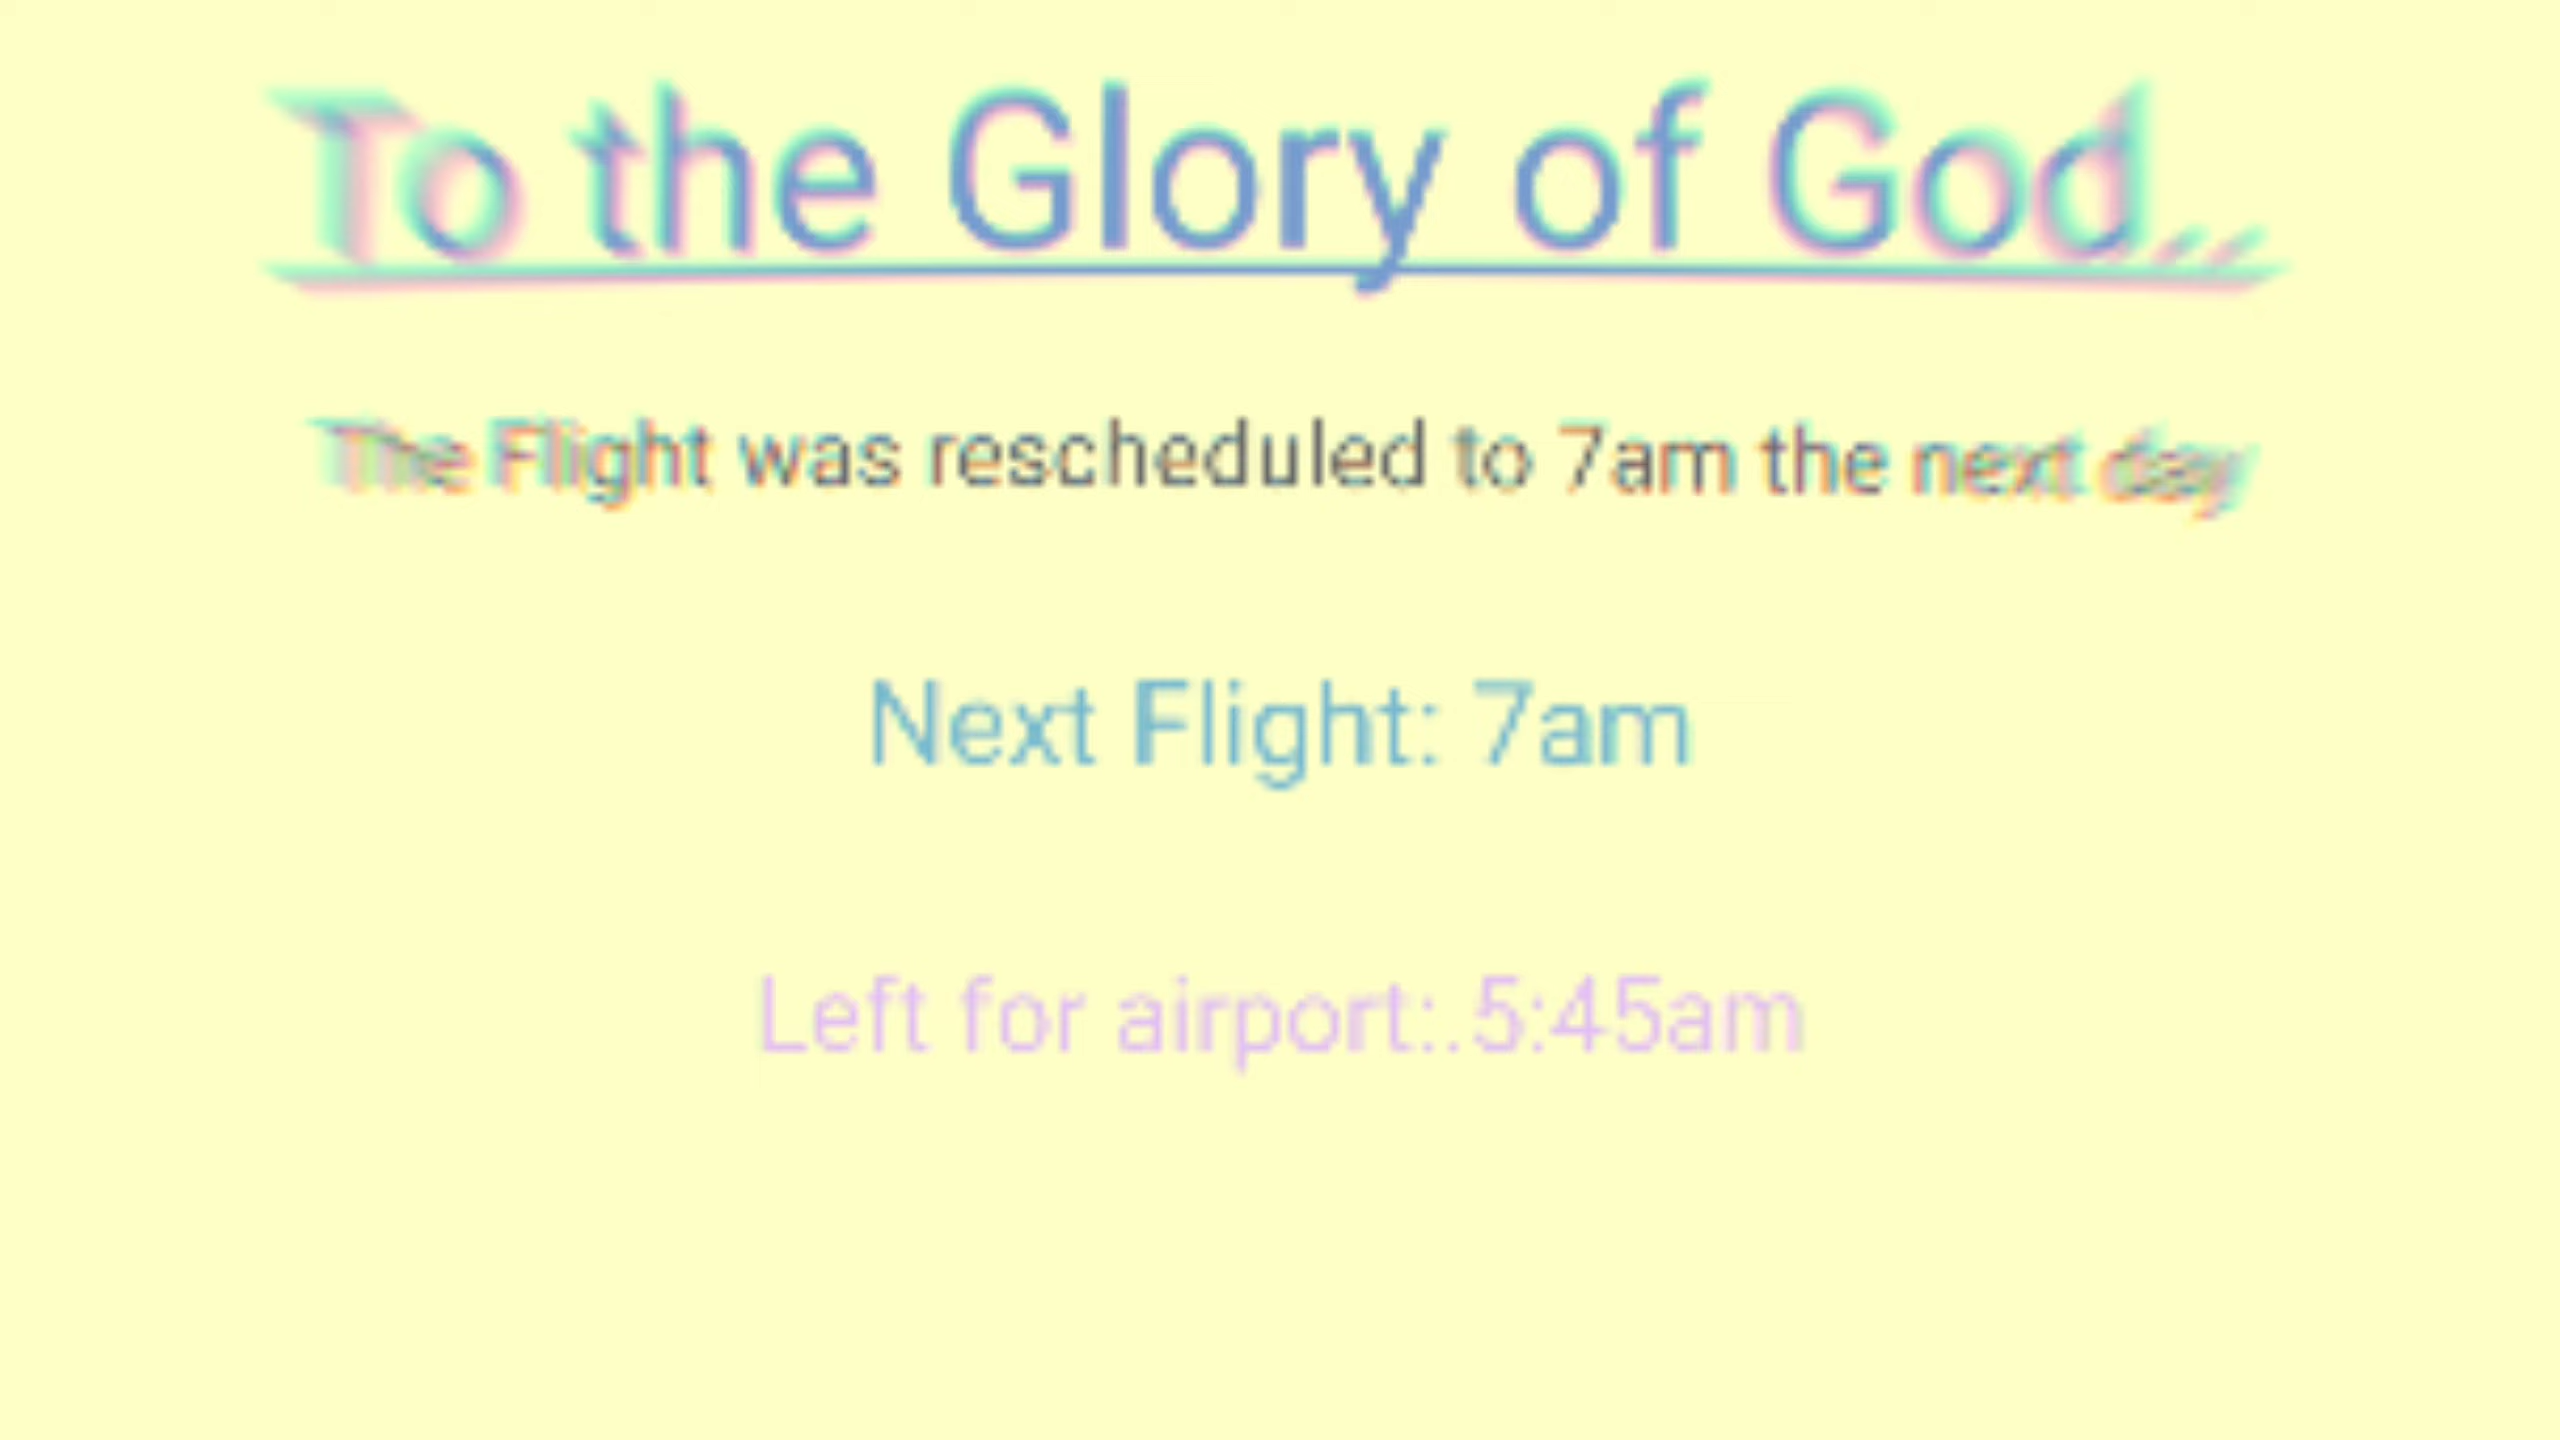 To the Glory of God,,,
The Flight was rescheduled to 7am the next day
Next Flight: 7am
Left for airport:.5:45am